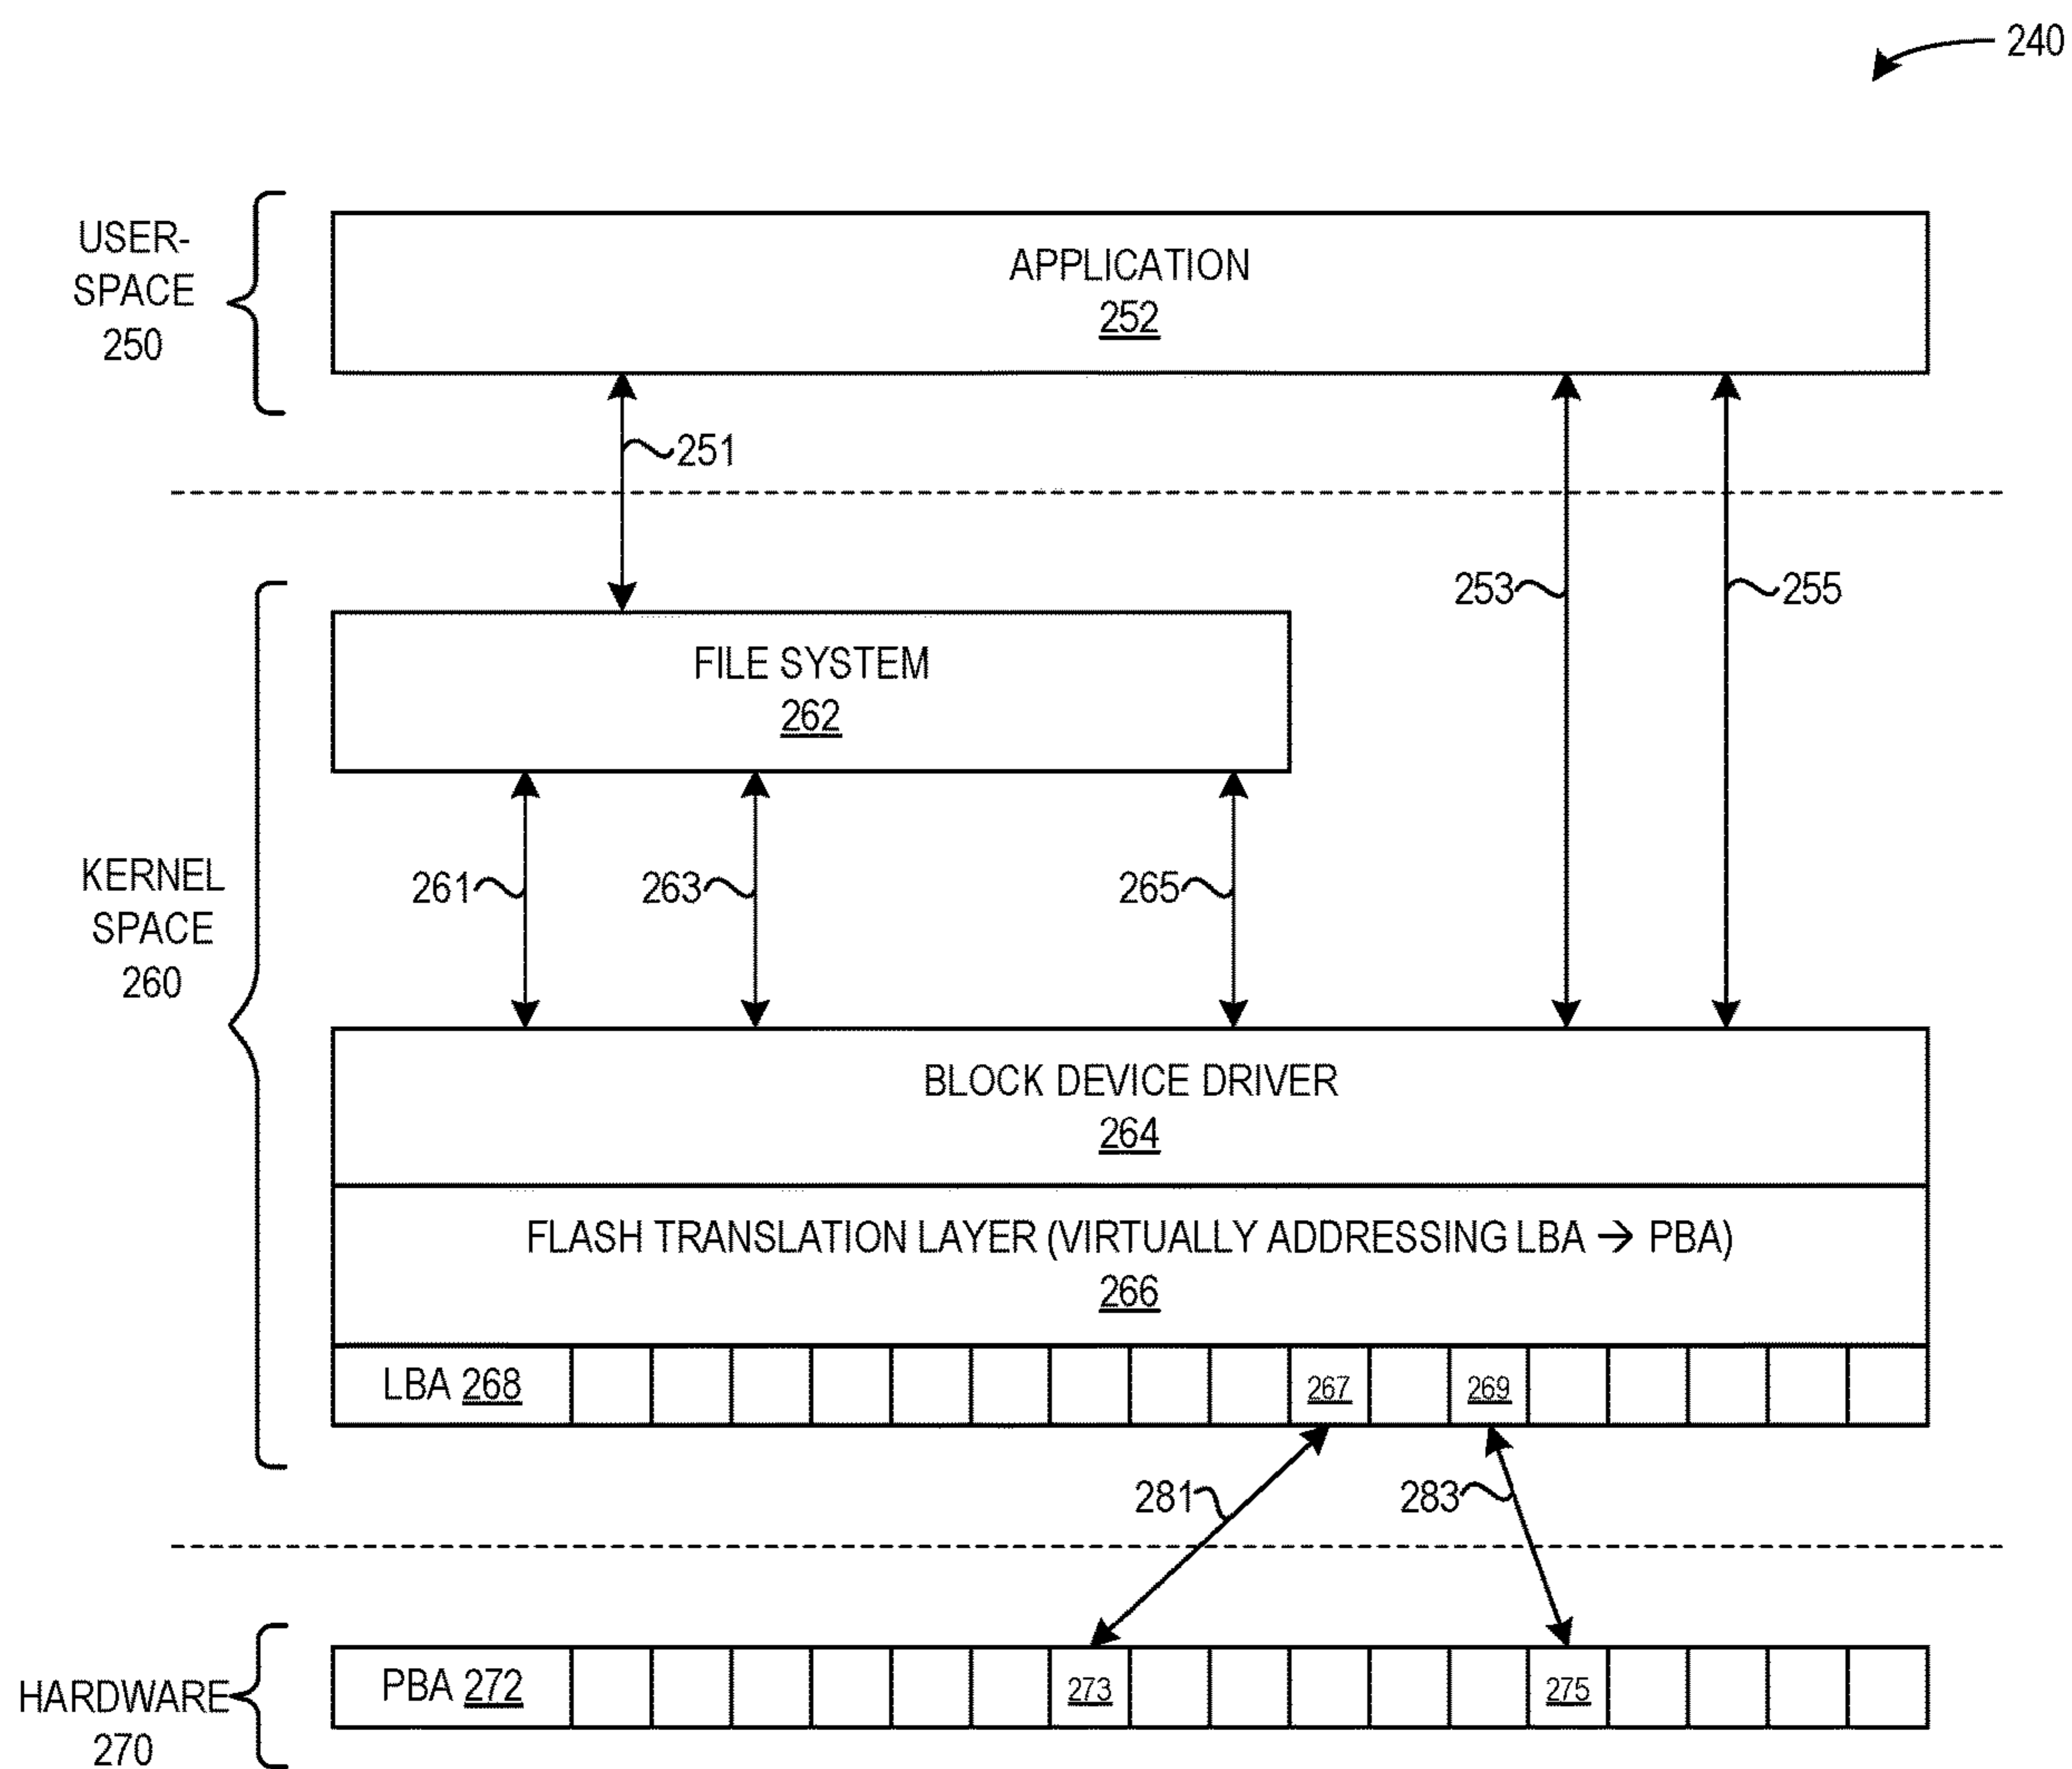 240
USER-
SPACE
250
APPLICATION
252
251
253
255
FILE SYSTEM
262
KERNEL
SPACE
260
261
263
265
BLOCK DEVICE DRIVER
264
FLASH TRANSLATION LAYER (VIRTUALLY ADDRESSING LBA → PBA)
266
LBA 268
267
269
281
283
HARDWARE
270
PBA 272
273
275